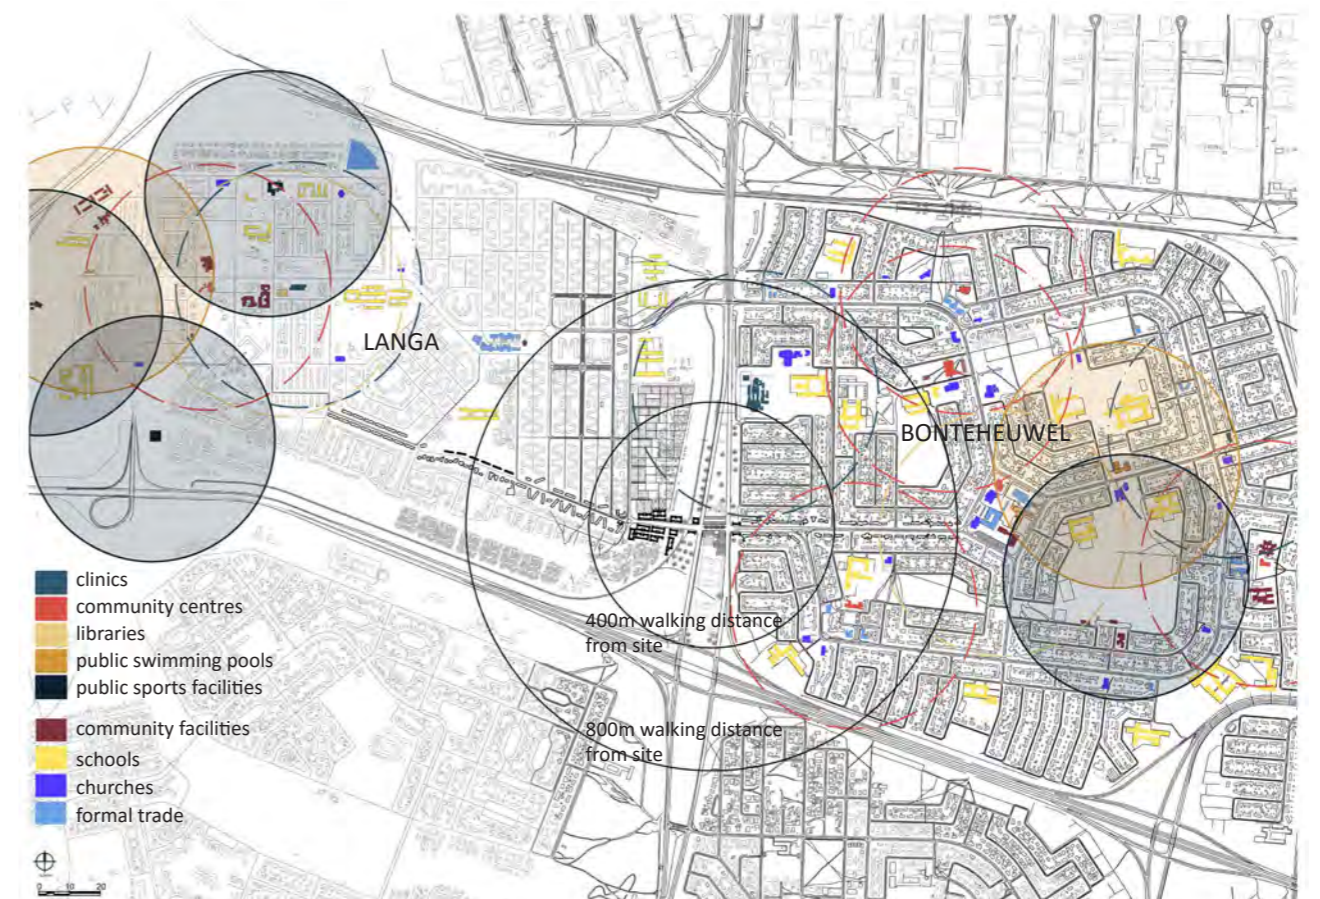 LANGA
BONTEHEUWEL
400m walking distance
from site
800m walking distance
from site
clinics
community centres
libraries
public swimming pools
public sports facilities
community facilities
schools
churches
formal trade
0 10 20